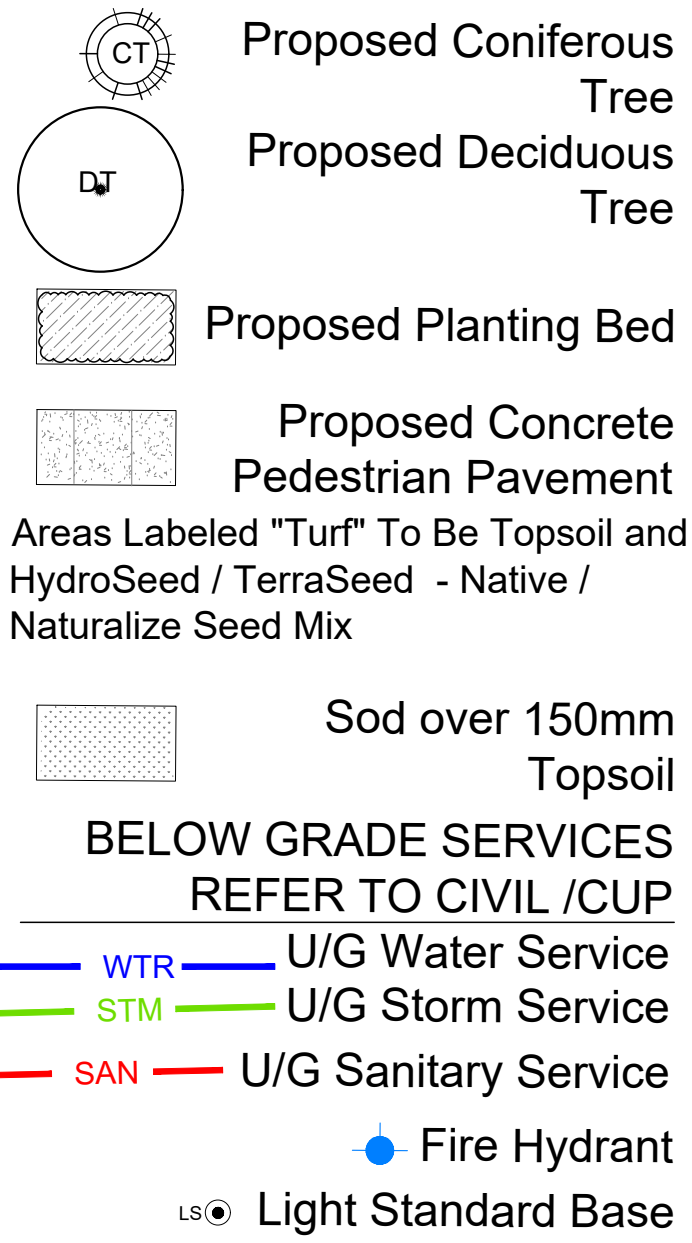 CT Proposed Coniferous
Tree
DT Proposed Deciduous
Tree
Proposed Planting Bed
Proposed Concrete
Pedestrian Pavement
Areas Labeled "Turf" To Be Topsoil and
HydroSeed / TerraSeed - Native /
Naturalize Seed Mix
Sod over 150mm
Topsoil
BELOW GRADE SERVICES
REFER TO CIVIL /CUP
WTR U/G Water Service
STM U/G Storm Service
SAN U/G Sanitary Service
Fire Hydrant
LS Light Standard Base